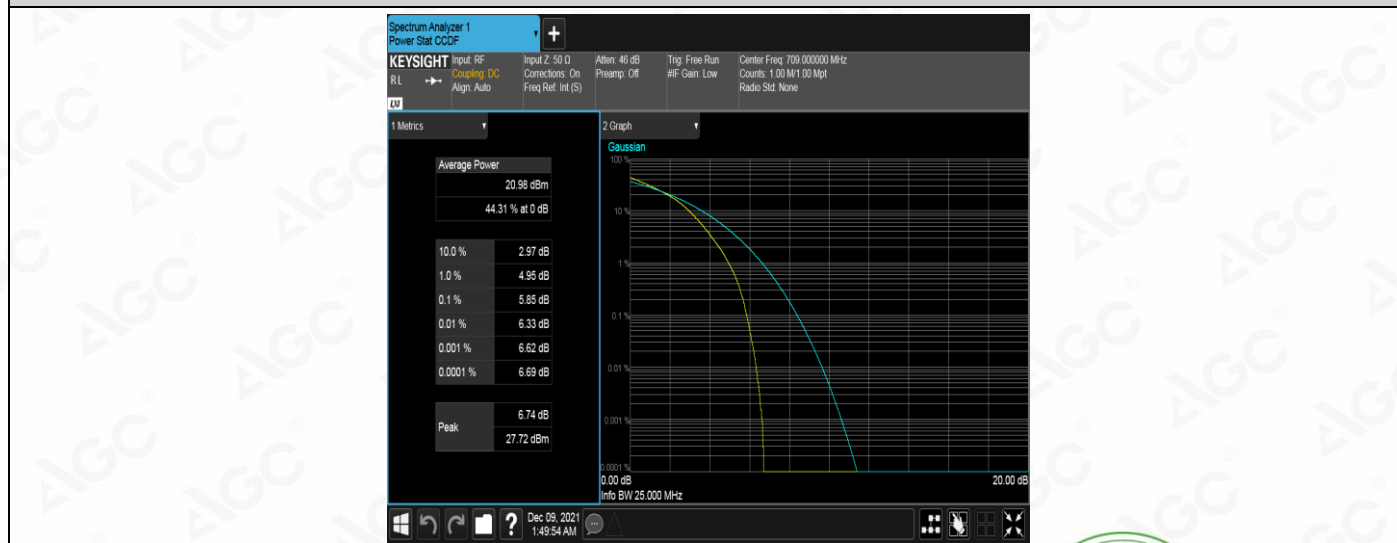 Spectrum Analyzer 1
Power Stat CCDF
+
KEYSIGHT
RL
LXI
Input: RF
Coupling: DC
Align: Auto
Input Z: 50 Ω
Corrections: On
Freq Ref: Int (S)
Atten: 46 dB
Preamp: Off
Trig: Free Run
#IF Gain: Low
Center Freq: 709.000000 MHz
Counts: 1.00 M/1.00 Mpt
Radio Std: None
1 Metrics
Average Power
20.98 dBm
44.31 % at 0 dB
10.0 % 2.97 dB
1.0 % 4.95 dB
0.1 % 5.85 dB
0.01 % 6.33 dB
0.001 % 6.62 dB
0.0001 % 6.69 dB
Peak
6.74 dB
27.72 dBm
2 Graph
Gaussian
100 %
10 %
1 %
0.1 %
0.01 %
0.001 %
0.0001 %
0.00 dB
20.00 dB
Info BW 25.000 MHz
?
Dec 09, 2021
1:49:54 AM
AGC